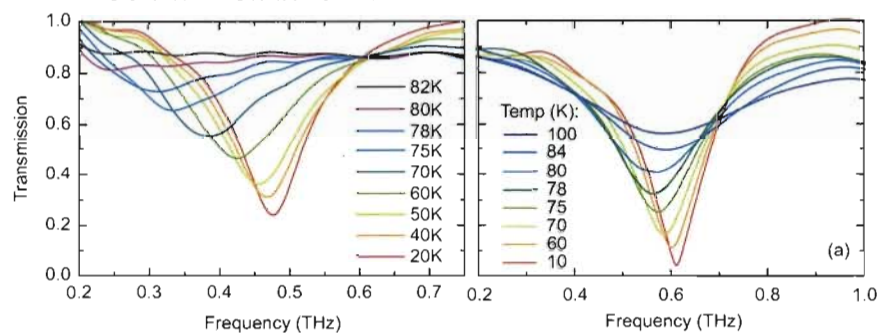 1.0
0.8
0.6
0.4
0.2
0.0
Transmission
82K
80K
78K
75K
70K
60K
50K
40K
20K
0.2 0.3 0.4 0.5 0.6 0.7
Frequency (THz)
Temp (K):
100
84
80
78
75
70
60
10
(a)
0.2 0.4 0.6 0.8 1.0
Frequency (THz)